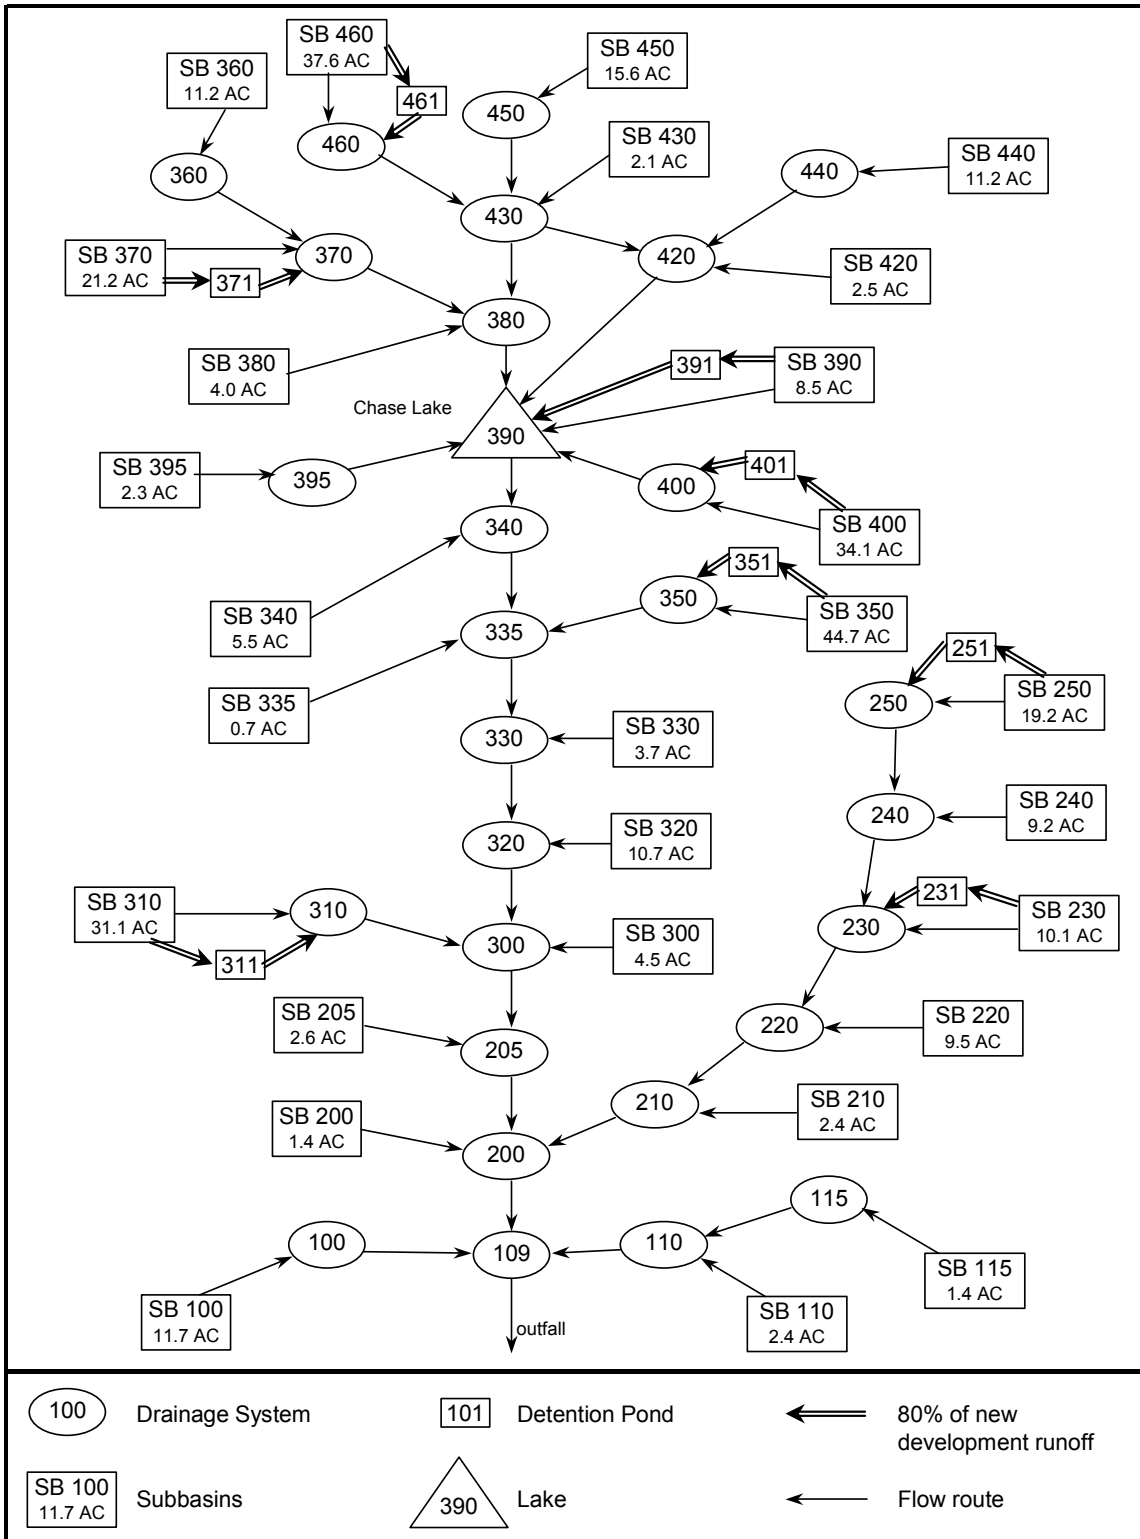 SB 460
37.6 AC
SB 450
15.6 AC
SB 360
11.2 AC
461
450
460
SB 430
2.1 AC
440
SB 440
11.2 AC
360
430
SB 370
21.2 AC
371
370
420
SB 420
2.5 AC
380
SB 380
4.0 AC
391
SB 390
8.5 AC
Chase Lake
390
SB 395
2.3 AC
395
400
401
SB 400
34.1 AC
340
351
SB 340
5.5 AC
335
350
SB 350
44.7 AC
251
SB 335
0.7 AC
250
SB 250
19.2 AC
330
SB 330
3.7 AC
240
SB 240
9.2 AC
320
SB 320
10.7 AC
SB 310
31.1 AC
310
311
300
SB 300
4.5 AC
231
230
SB 230
10.1 AC
SB 205
2.6 AC
205
220
SB 220
9.5 AC
SB 200
1.4 AC
200
210
SB 210
2.4 AC
115
100
109
110
SB 115
1.4 AC
SB 100
11.7 AC
SB 110
2.4 AC
outfall
100
Drainage System
101
Detention Pond
80% of new
development runoff
SB 100
11.7 AC
Subbasins
390
Lake
Flow route